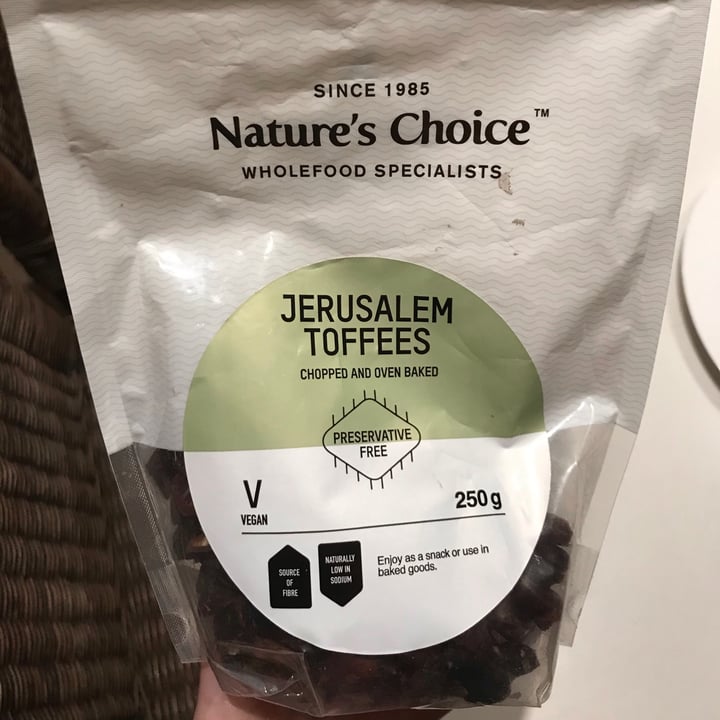 SINCE 1985
Nature's Choice™
WHOLEFOOD SPECIALISTS
JERUSALEM
TOFFEES
CHOPPED AND OVEN BAKED
PRESERVATIVE
FREE
V
VEGAN
250g
SOURCE
OF
FIBRE
NATURALLY
LOW IN
SODIUM
Enjoy as a snack or use in
baked goods.